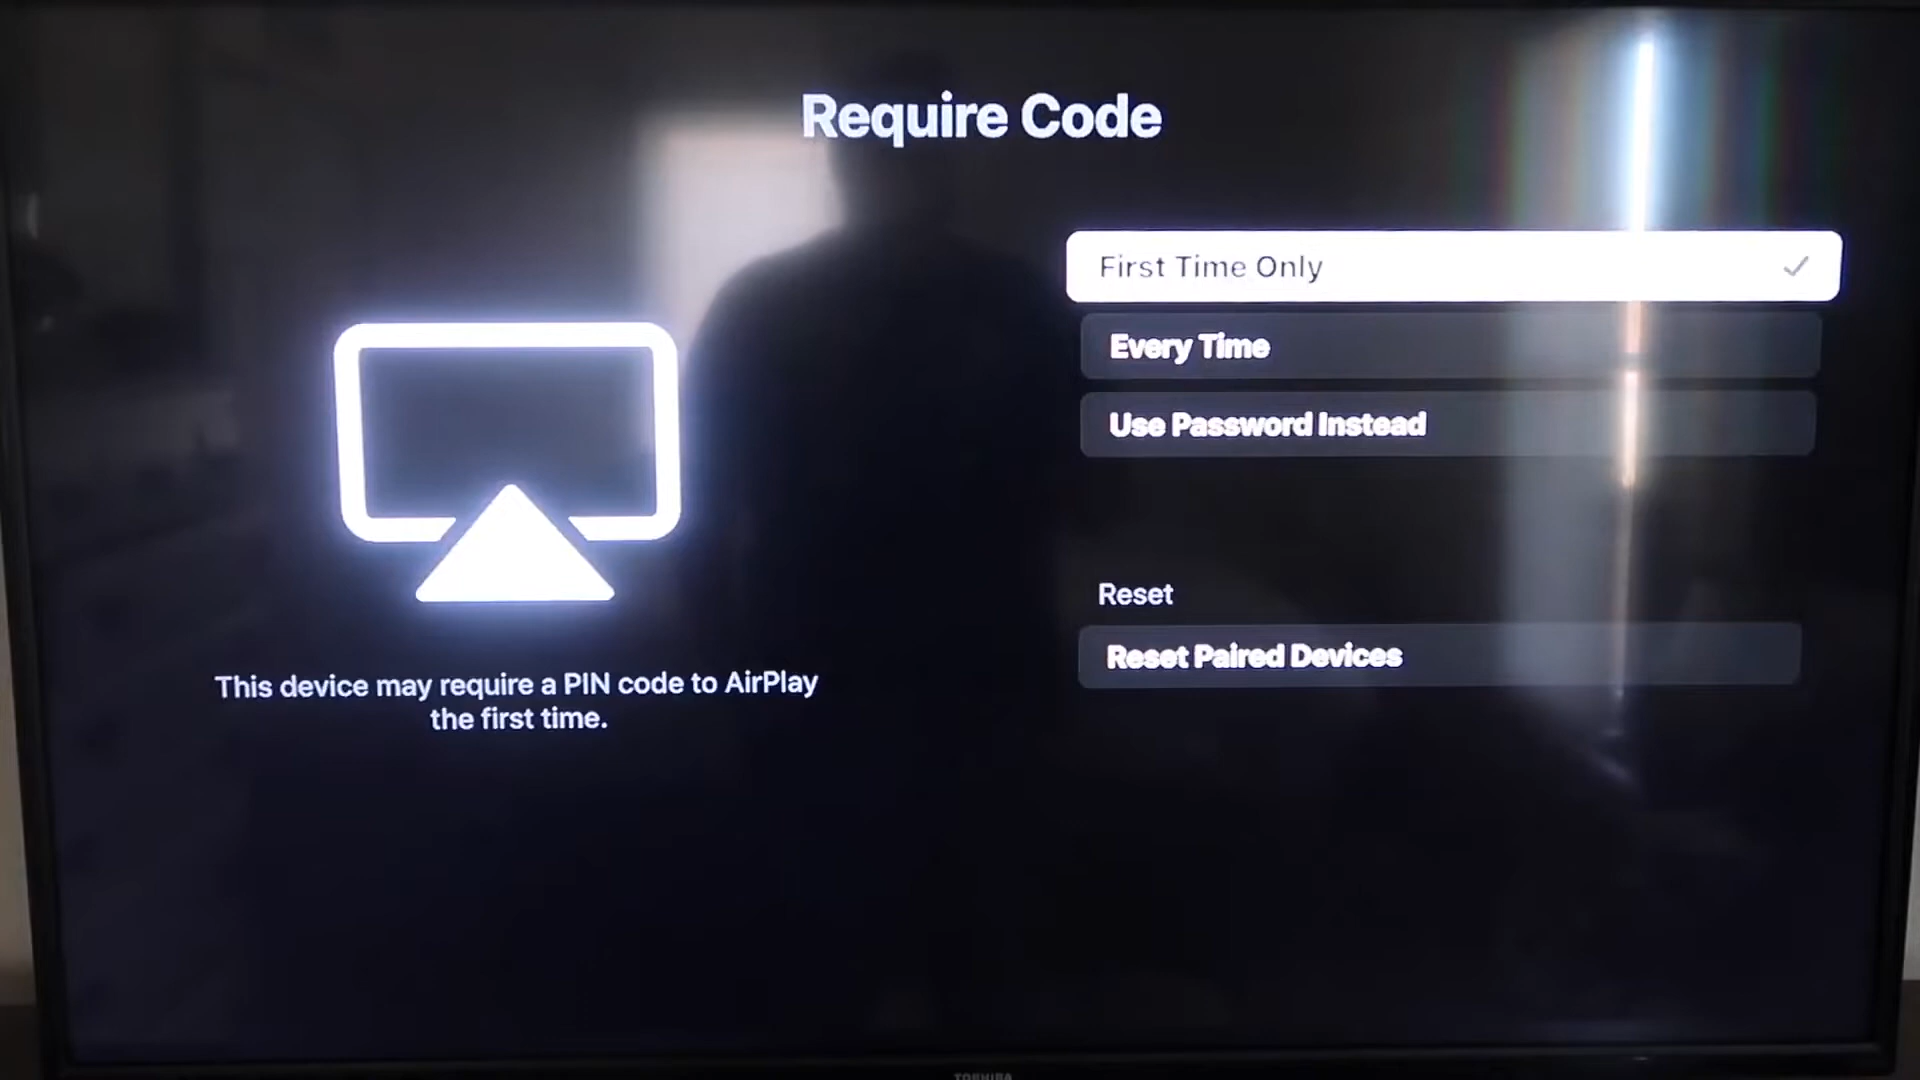 Require Code
First Time Only
Every Time
Use Password Instead
Reset
Reset Paired Devices
This device may require a PIN code to AirPlay
the first time.
TOSHIBA